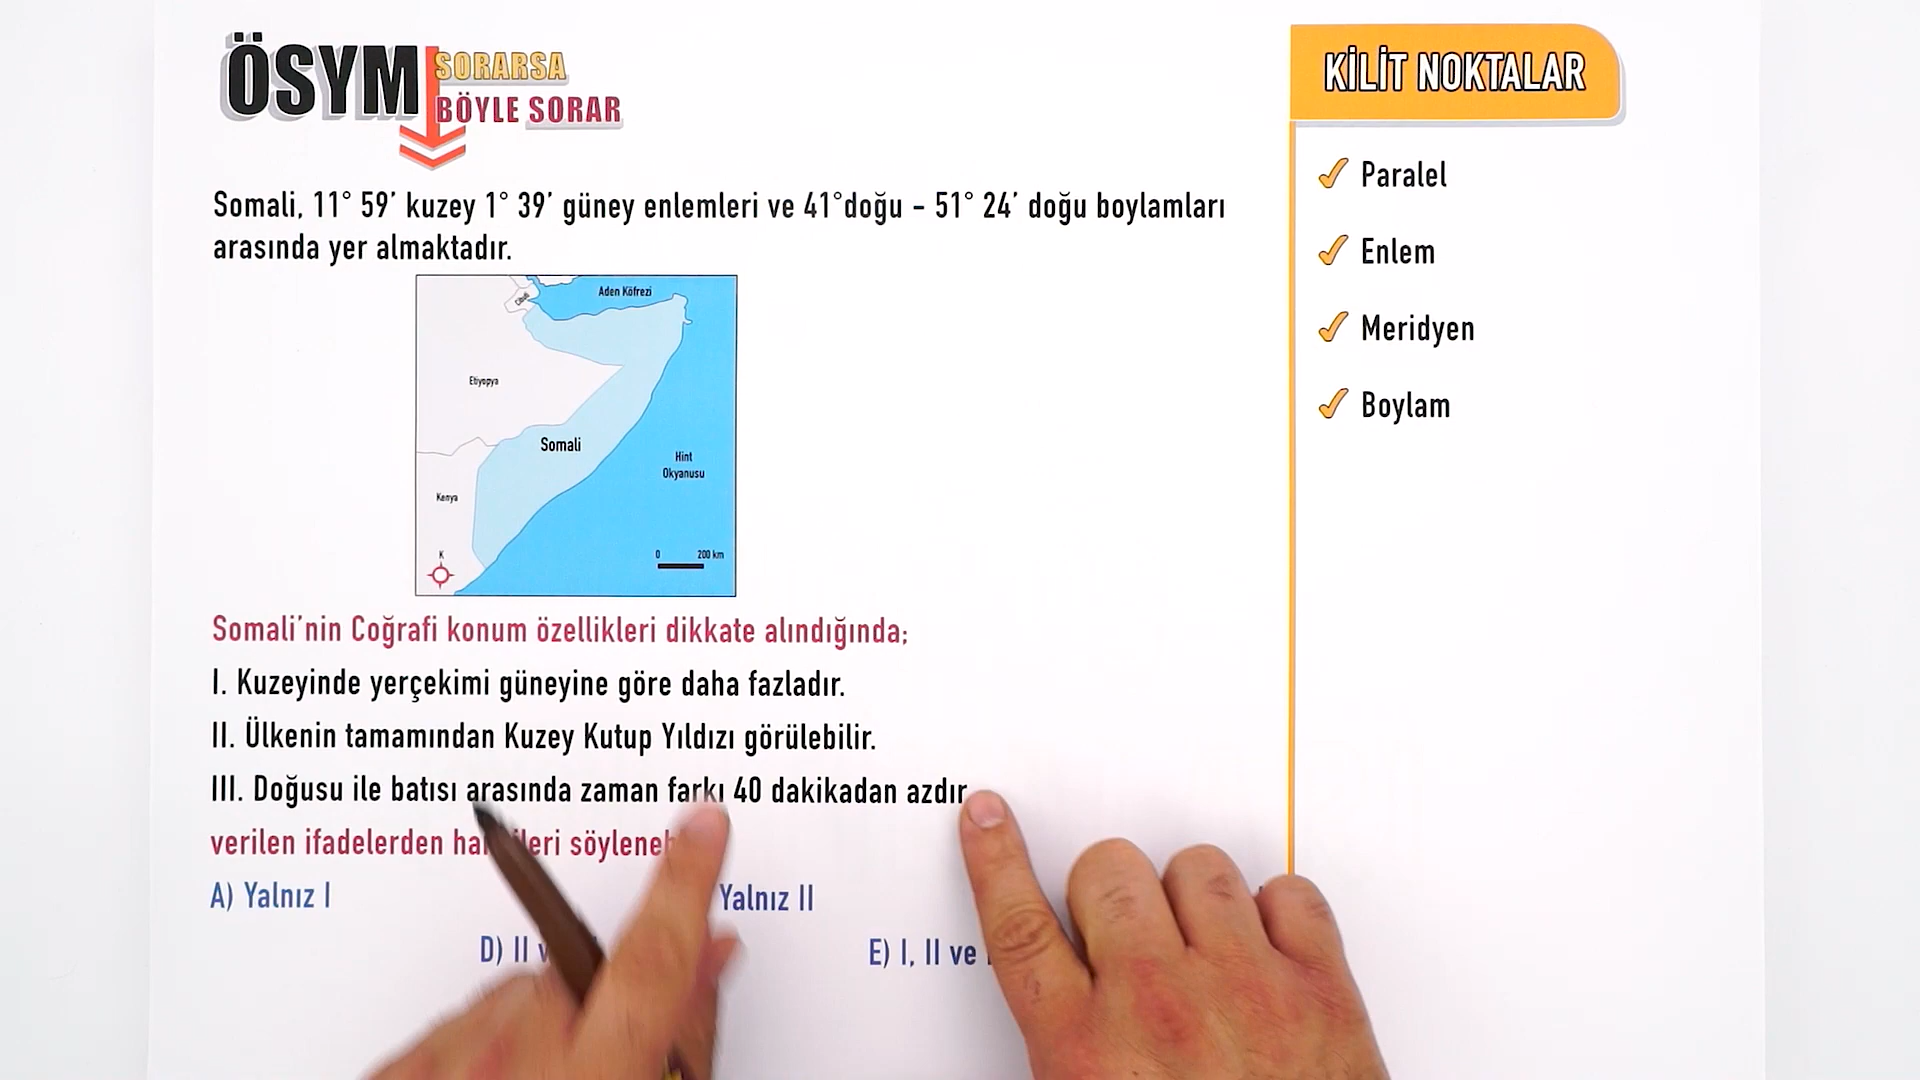 ÖSYM SORARSA
BÖYLE SORAR
KİLİT NOKTALAR
Paralel
Enlem
Meridyen
Boylam
Somali, 11° 59' kuzey 1° 39' güney enlemleri ve 41°doğu - 51° 24' doğu boylamları
arasında yer almaktadır.
Aden Köfrezi
Etiyopya
Somali
Hint
Okyanusu
Kenya
K
0 200 km
Somali'nin Coğrafi konum özellikleri dikkate alındığında;
I. Kuzeyinde yerçekimi güneyine göre daha fazladır.
II. Ülkenin tamamından Kuzey Kutup Yıldızı görülebilir.
III. Doğusu ile batısı arasında zaman farkı 40 dakikadan azdır
verilen ifadelerden
A) Yalnız I
Yalnız II
D) II
E) I, II ve